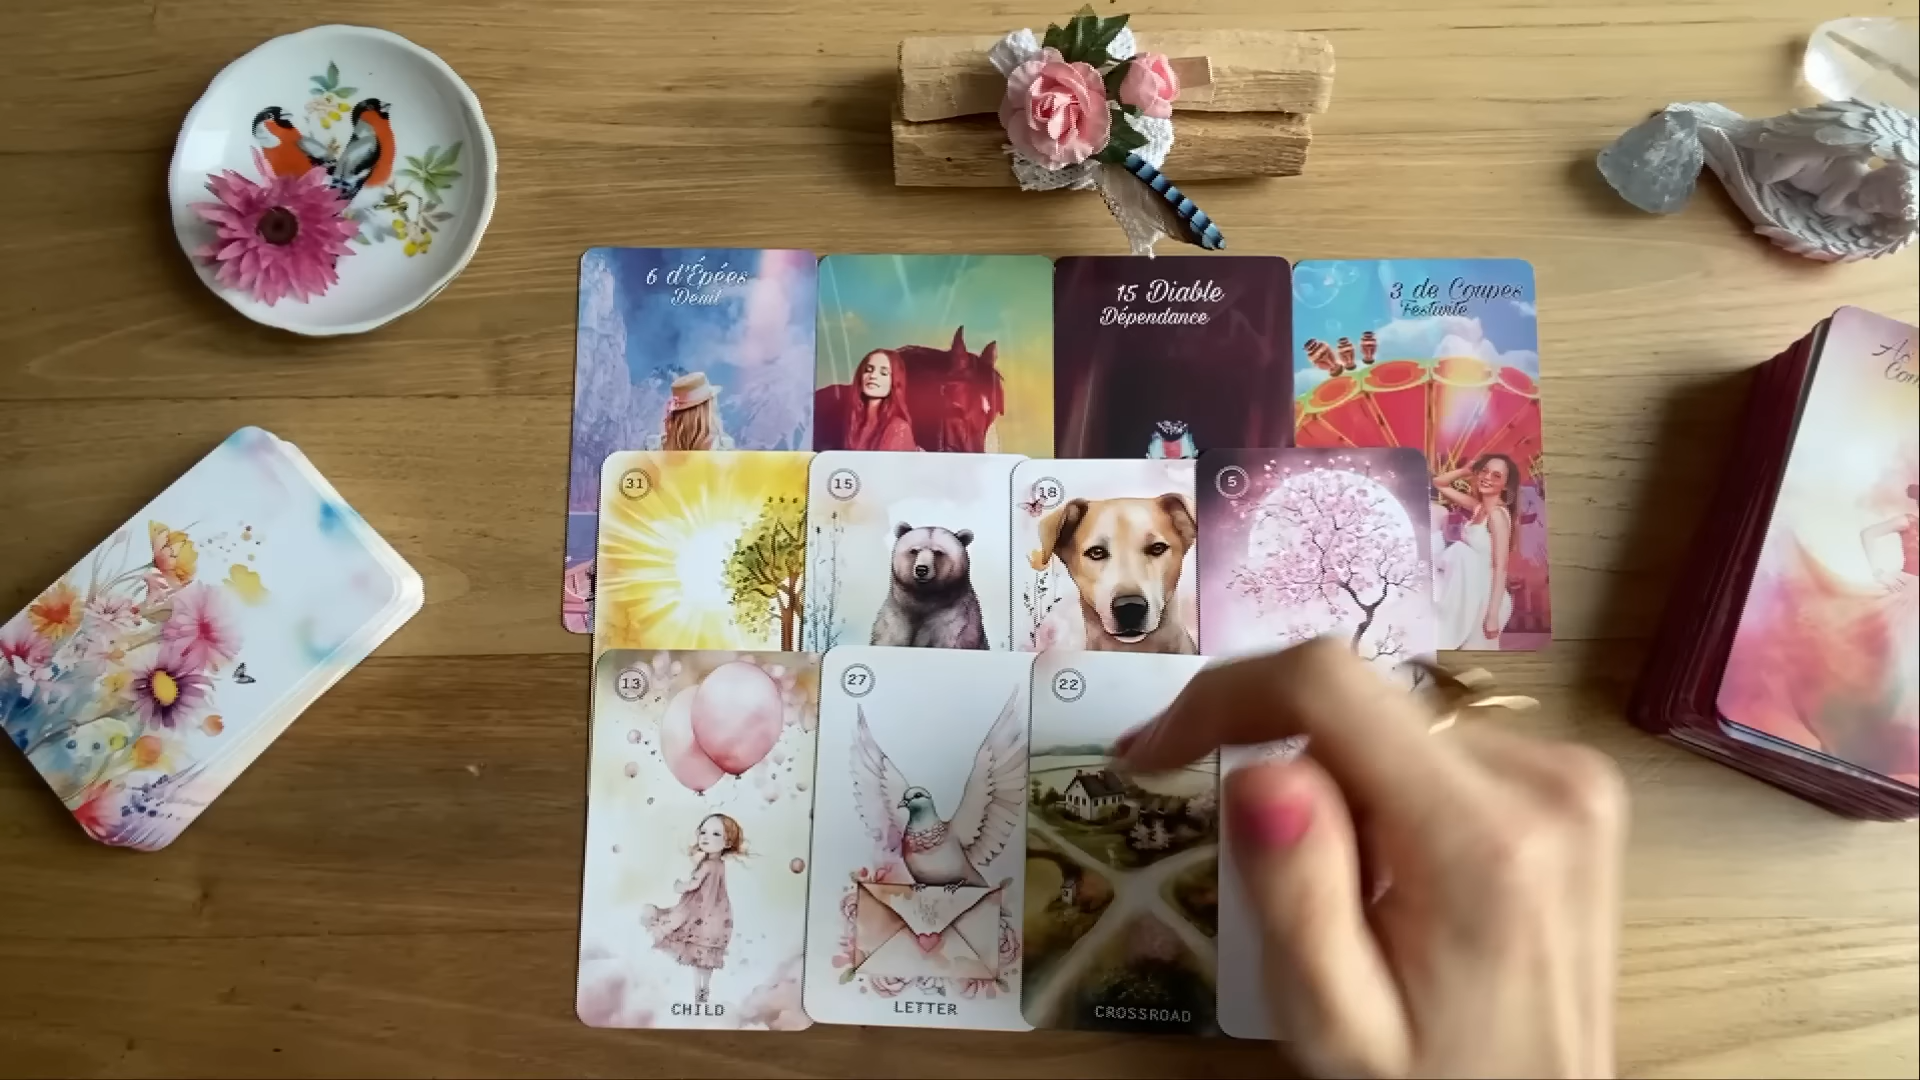 6 d'Épées
Deuil
15 Diable
Dépendance
3 de Coupes
Festivité
31
15
18
5
13
27
22
CHILD
LETTER
CROSSROAD